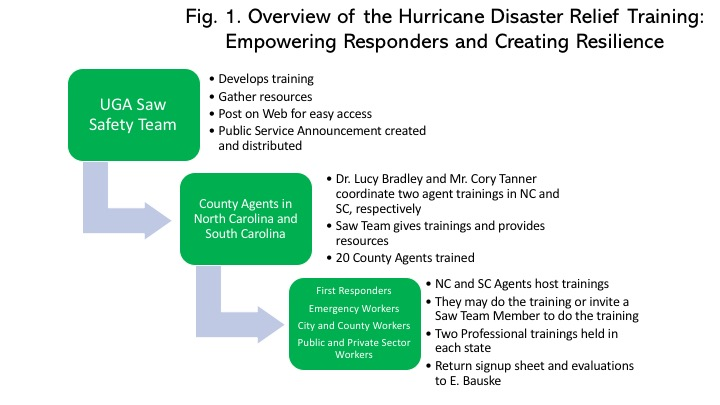 Fig. 1. Overview of the Hurricane Disaster Relief Training:
Empowering Responders and Creating Resilience
UGA Saw
Safety Team
• Develops training
• Gather resources
• Post on Web for easy access
• Public Service Announcement created
and distributed
County Agents in
North Carolina and
South Carolina
• Dr. Lucy Bradley and Mr. Cory Tanner
coordinate two agent trainings in NC and
SC, respectively
• Saw Team gives trainings and provides
resources
• 20 County Agents trained
First Responders
Emergency Workers
City and County Workers
Public and Private Sector
Workers
• NC and SC Agents host trainings
• They may do the training or invite a
Saw Team Member to do the training
• Two Professional trainings held in
each state
• Return signup sheet and evaluations
to E. Bauske